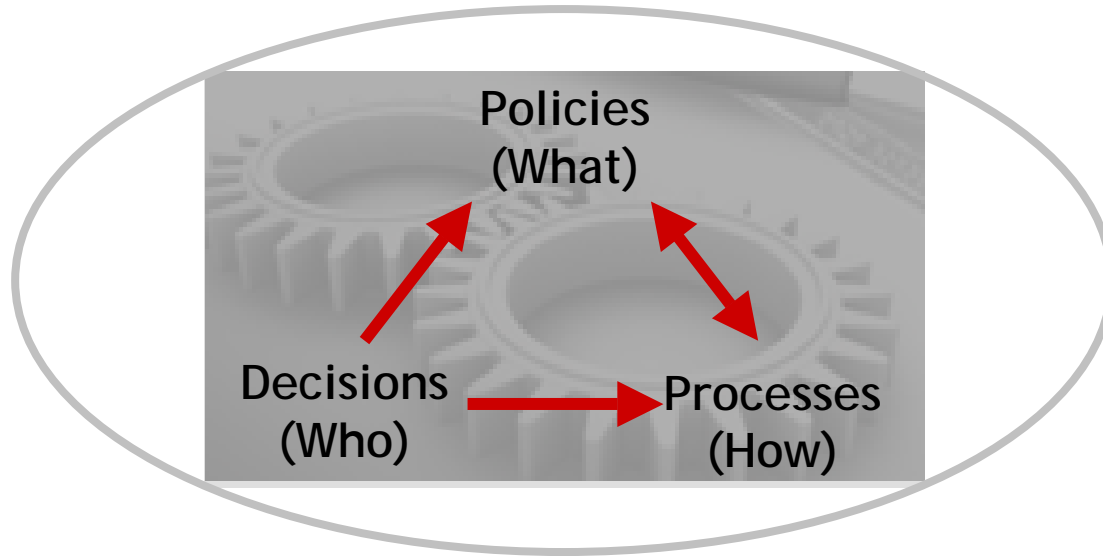 Policies
(What)
Decisions
(Who)
Processes
(How)